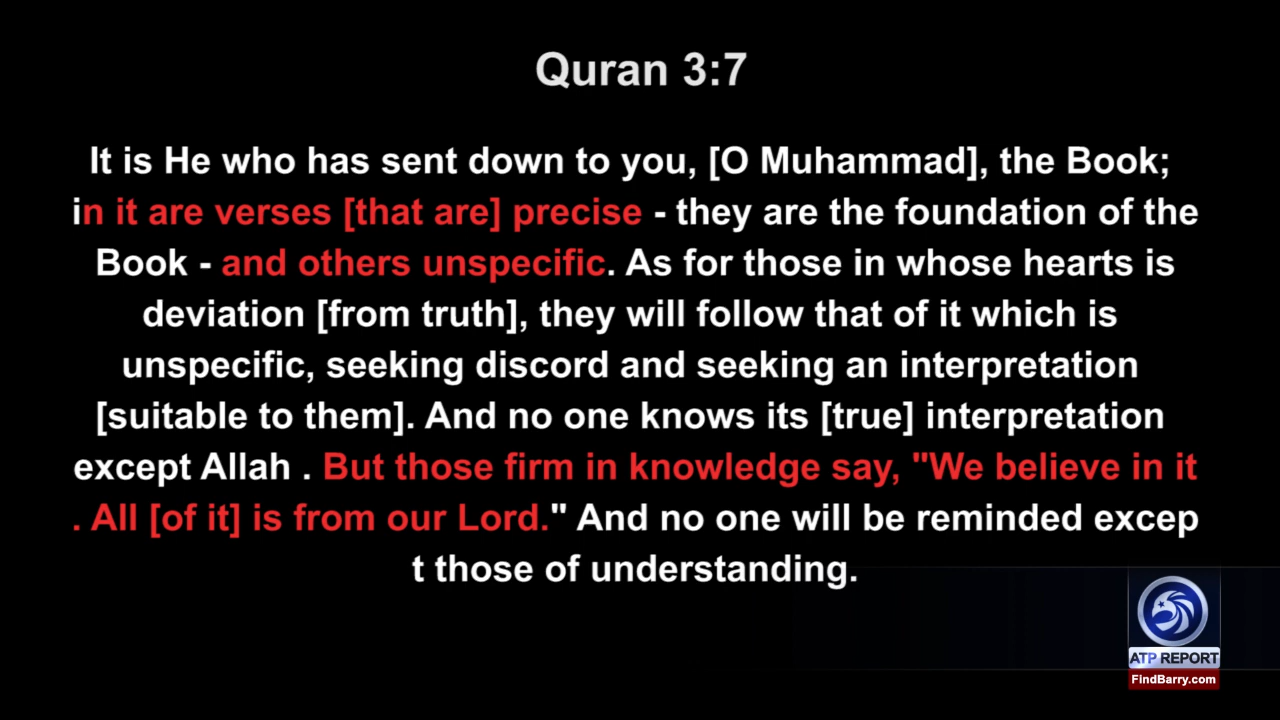 Quran 3:7
It is He who has sent down to you, [O Muhammad], the Book;
in it are verses [that are] precise - they are the foundation of the
Book - and others unspecific. As for those in whose hearts is
deviation [from truth], they will follow that of it which is
unspecific, seeking discord and seeking an interpretation
[suitable to them]. And no one knows its [true] interpretation
except Allah . But those firm in knowledge say, "We believe in it
. All [of it] is from our Lord." And no one will be reminded excep
t those of understanding.
ATP REPORT
FindBarry.com